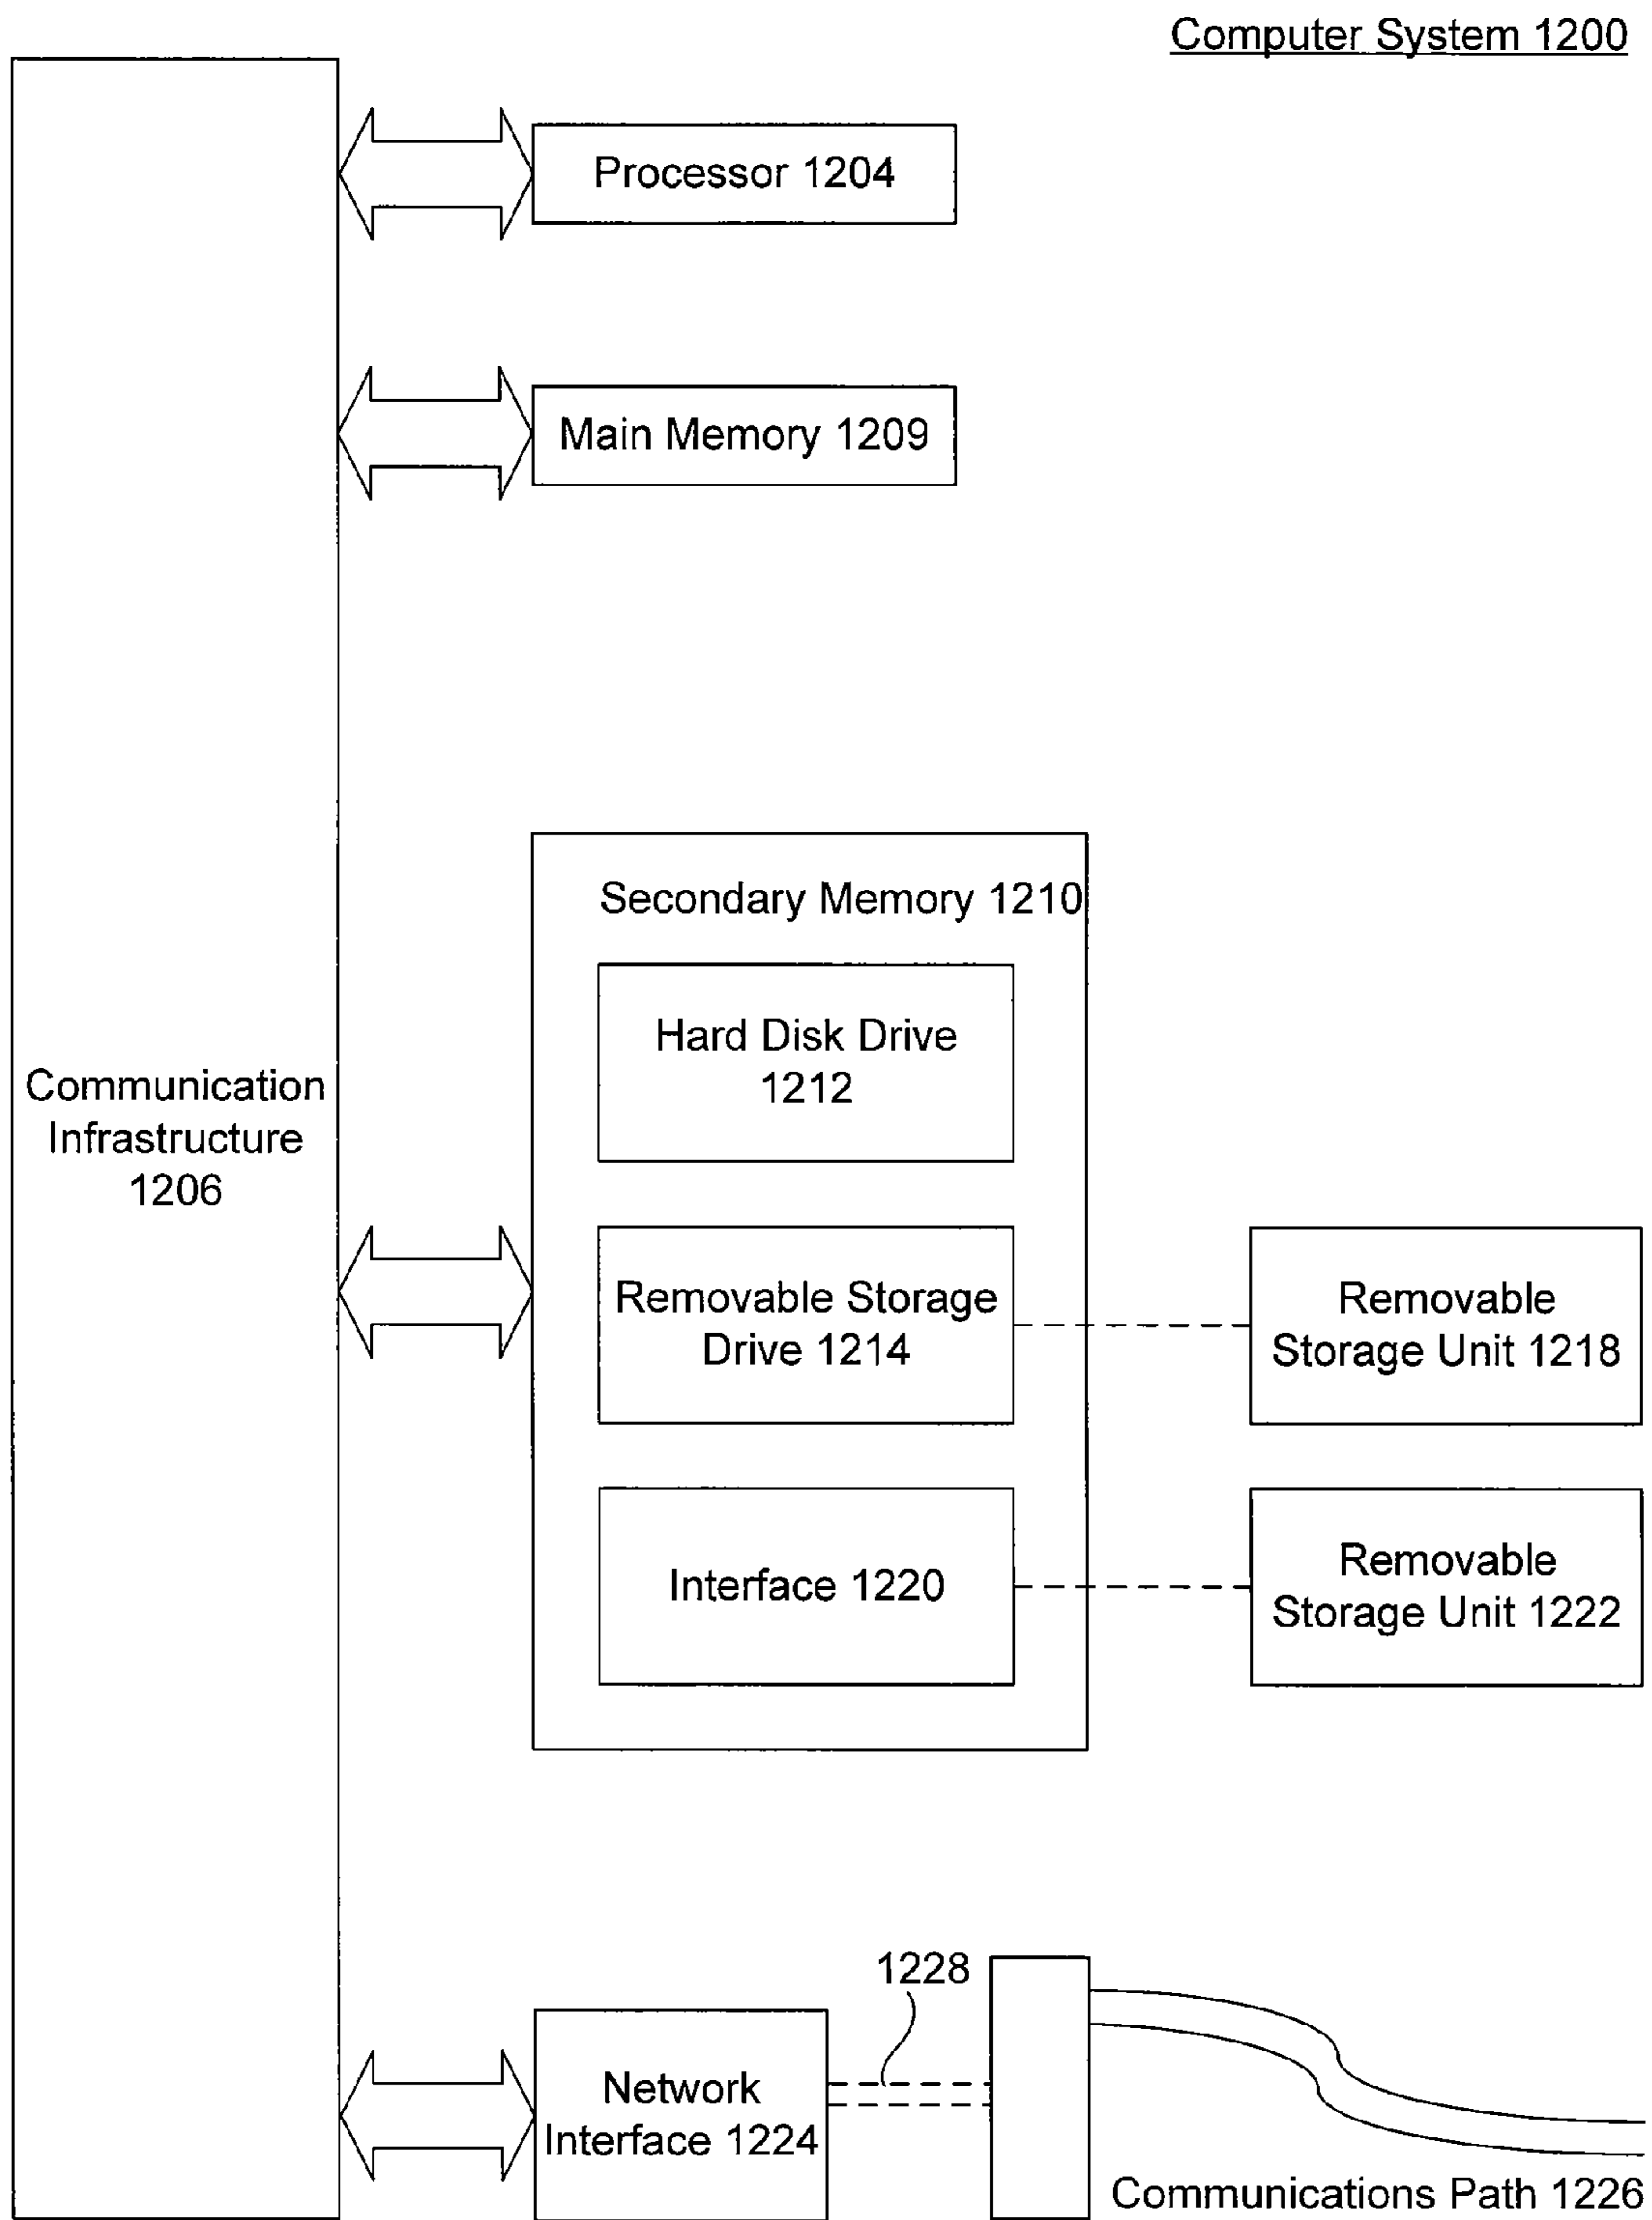 Computer System 1200
Processor 1204
Main Memory 1209
Secondary Memory 1210
Hard Disk Drive
1212
Communication
Infrastructure
1206
Removable Storage
Drive 1214
Removable
Storage Unit 1218
Interface 1220
Removable
Storage Unit 1222
1228
Network
Interface 1224
Communications Path 1226